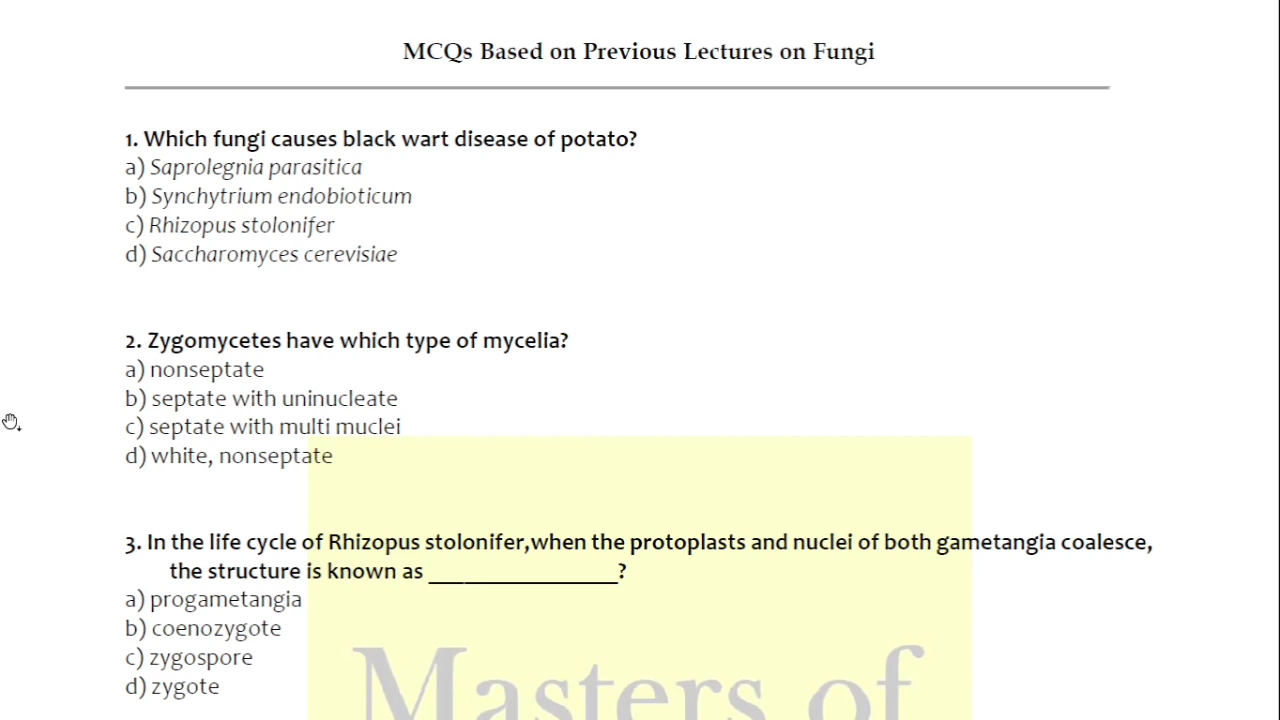 MCQs Based on Previous Lectures on Fungi
1. Which fungi causes black wart disease of potato?
a) Saprolegnia parasitica
b) Synchytrium endobioticum
c) Rhizopus stolonifer
d) Saccharomyces cerevisiae
2. Zygomycetes have which type of mycelia?
a) nonseptate
b) septate with uninucleate
c) septate with multi muclei
d) white, nonseptate
3. In the life cycle of Rhizopus stolonifer,when the protoplasts and nuclei of both gametangia coalesce,
the structure is known as ________________?
a) progametangia
b) coenozygote
c) zygospore
d) zygote
Masters of